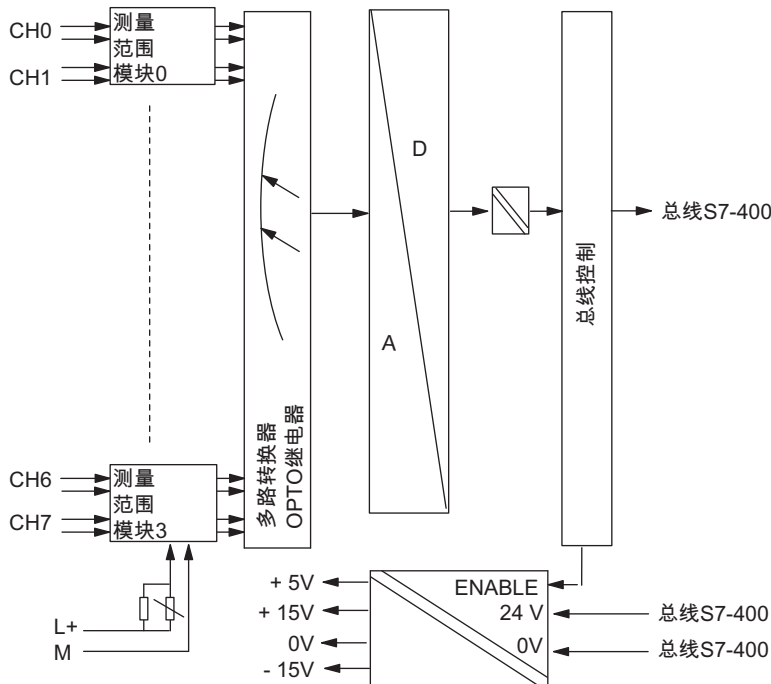 CH0
CH1
测量
范围
模块0
D
A
总线S7-400
总线控制
多路转换器
OPTO继电器
CH6
CH7
测量
范围
模块3
L+
M
+ 5V
+ 15V
0V
- 15V
ENABLE
24 V
0V
总线S7-400
总线S7-400